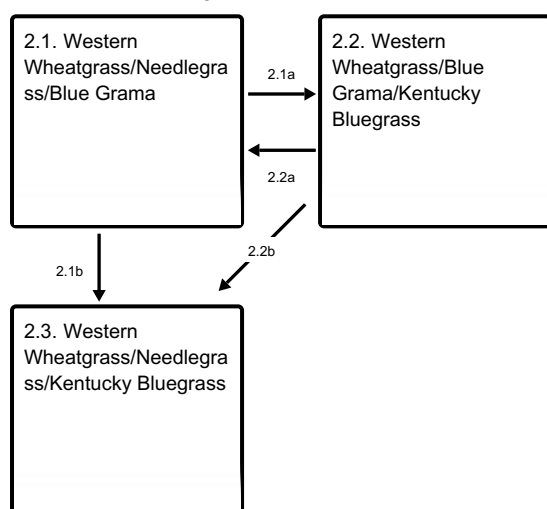 2.1. Western
Wheatgrass/Needlegra
ss/Blue Grama
2.1a
2.2. Western
Wheatgrass/Blue
Grama/Kentucky
Bluegrass
2.2a
2.1b
2.2b
2.3. Western
Wheatgrass/Needlegra
ss/Kentucky Bluegrass